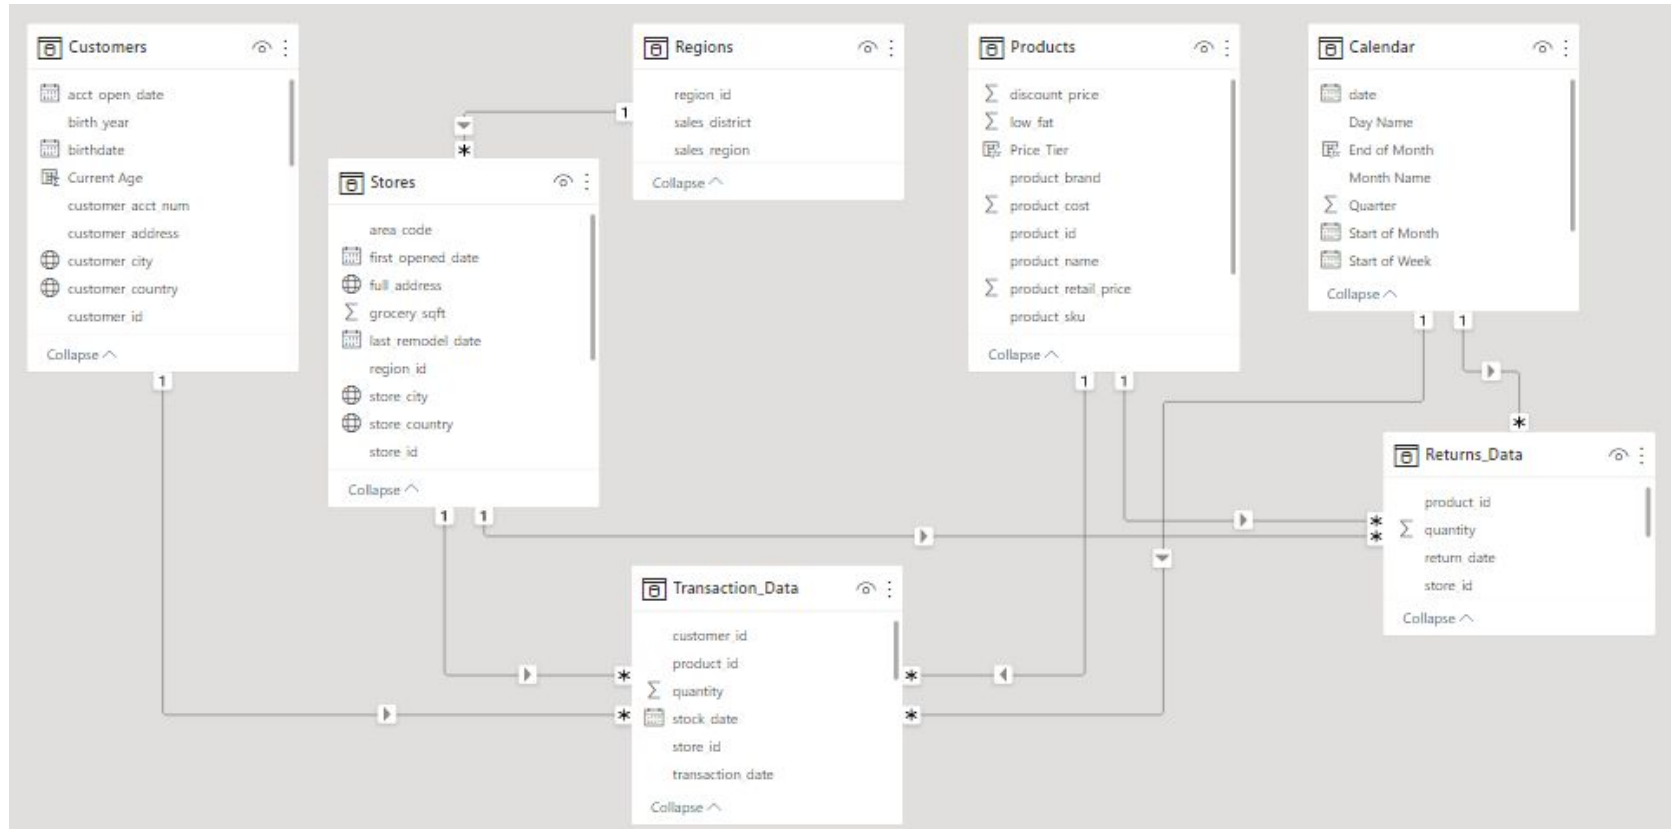 Customers
acct open date
birth year
birthdate
Current Age
customer acct num
customer address
customer city
customer country
customer id
Collapse
1
Regions
region id
sales district
sales region
Collapse
1
*
Stores
area code
first opened date
full address
grocery sqft
last remodel date
region id
store city
store country
store id
Collapse
1 1
Products
discount price
low fat
Price Tier
product brand
product cost
product id
product name
product retail price
product sku
Collapse
1 1
Calendar
date
Day Name
End of Month
Month Name
Quarter
Start of Month
Start of Week
Collapse
1 1
*
Returns_Data
product id
quantity
return date
store id
Collapse
*
*
Transaction_Data
customer id
product id
quantity
stock date
store id
transaction date
Collapse
* *
* *